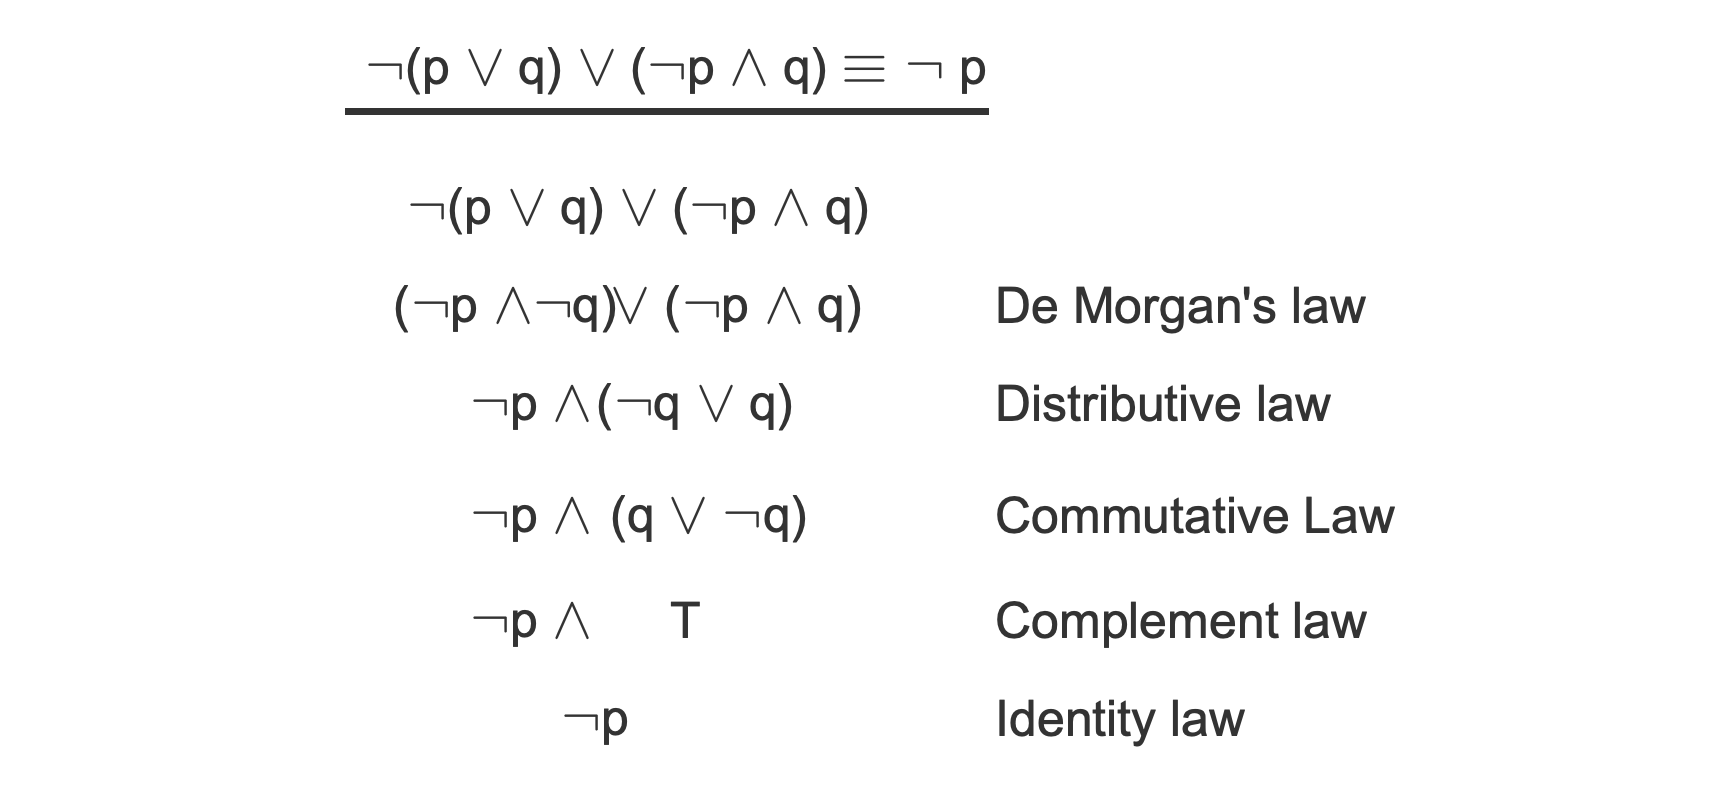 ¬(p ∨ q) ∨ (¬p ∧ q) ≡ ¬ p
¬(p ∨ q) ∨ (¬p ∧ q)
(¬p ∧¬q)∨ (¬p ∧ q) De Morgan's law
¬p ∧(¬q ∨ q) Distributive law
¬p ∧ (q ∨ ¬q) Commutative Law
¬p ∧ T Complement law
¬p Identity law